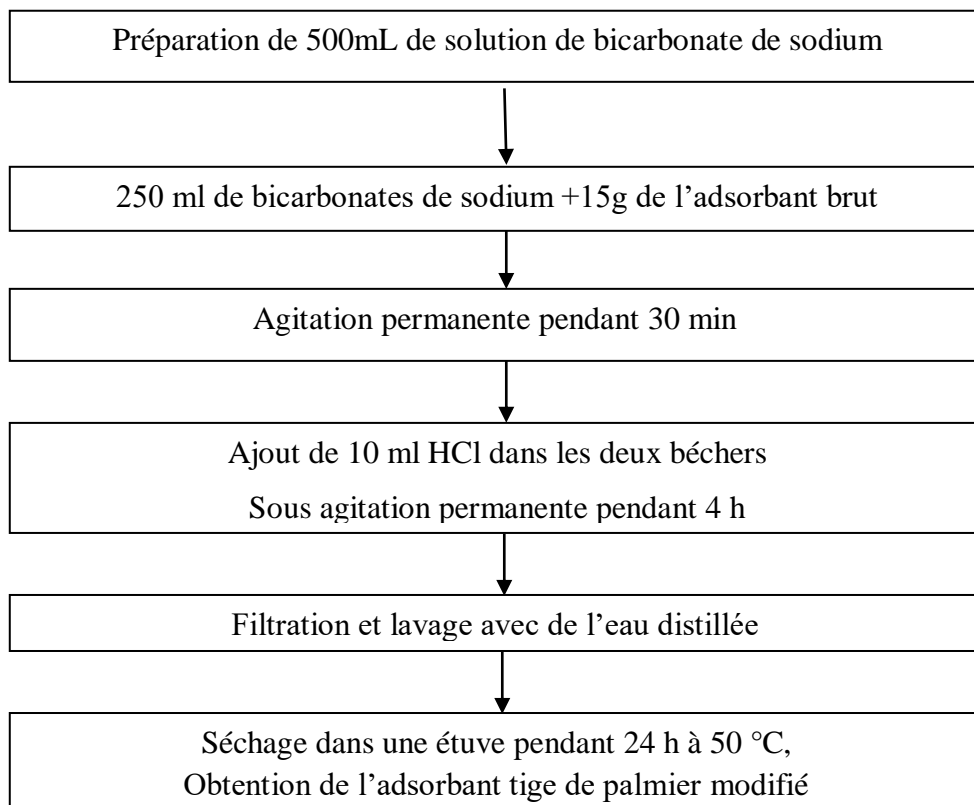 Préparation de 500mL de solution de bicarbonate de sodium
250 ml de bicarbonates de sodium +15g de l’adsorbant brut
Agitation permanente pendant 30 min
Ajout de 10 ml HCl dans les deux béchers
Sous agitation permanente pendant 4 h
Filtration et lavage avec de l’eau distillée
Séchage dans une étuve pendant 24 h à 50 °C,
Obtention de l’adsorbant tige de palmier modifié